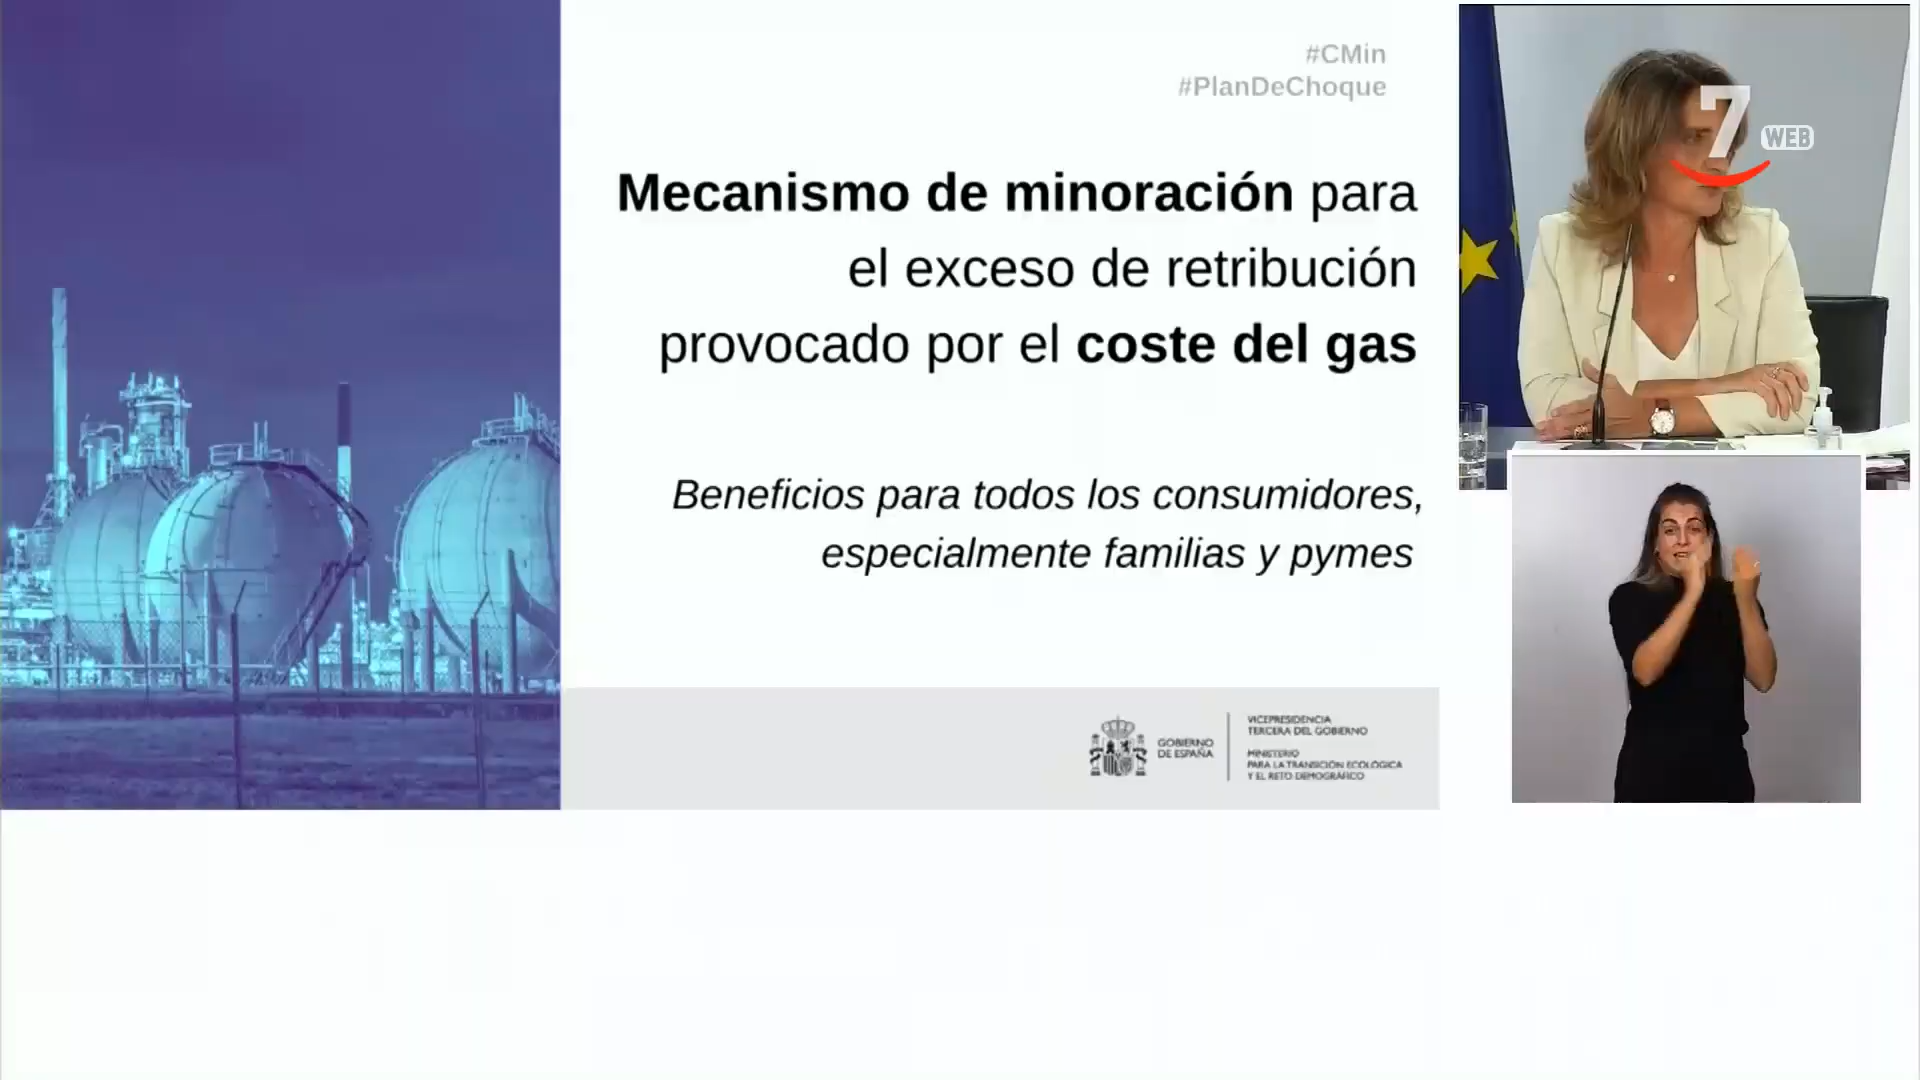 #CMin
#PlanDeChoque
Mecanismo de minoración para
el exceso de retribución
provocado por el coste del gas
Beneficios para todos los consumidores,
especialmente familias y pymes
GOBIERNO
DE ESPAÑA
VICEPRESIDENCIA
TERCERA DEL GOBIERNO
MINISTERIO
PARA LA TRANSICIÓN ECOLÓGICA
Y EL RETO DEMOGRÁFICO
7
WEB